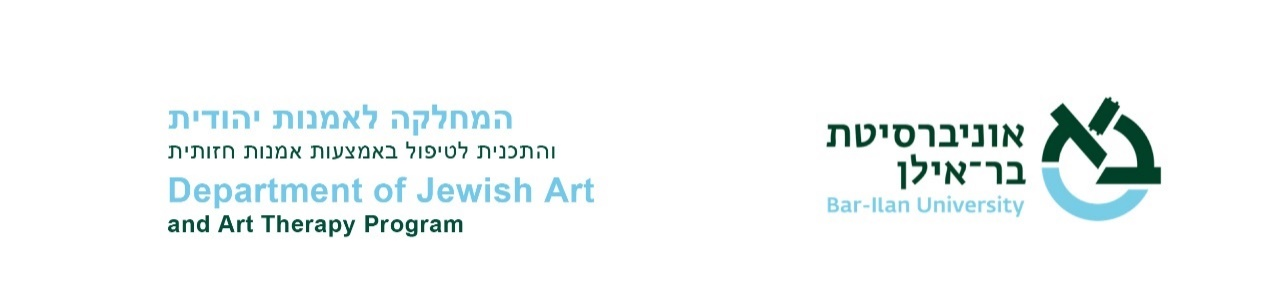 המחלקה לאמנות יהודית
והתכנית לטיפול באמצעות אמנות חזותית
Department of Jewish Art
and Art Therapy Program
אוניברסיטת
בר־אילן
Bar-Ilan University